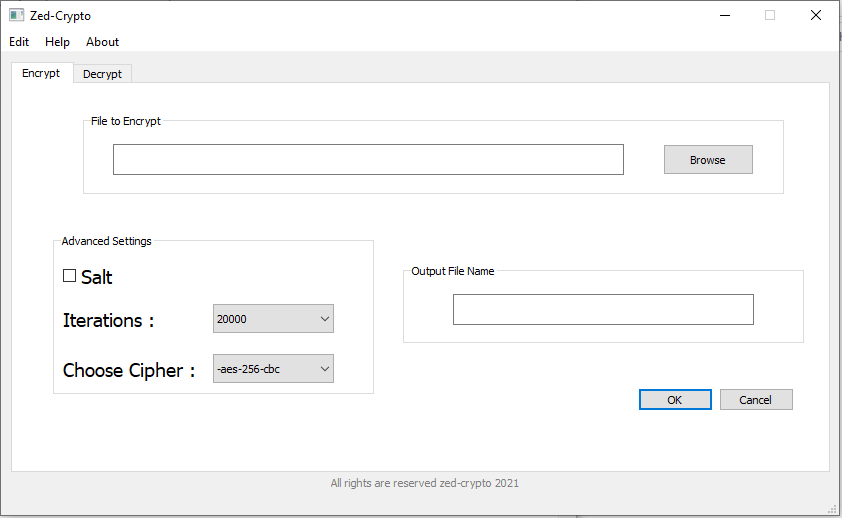 Zed-Crypto
Edit Help About
Encrypt Decrypt
File to Encrypt
Browse
Advanced Settings
Salt
Iterations : 20000
Choose Cipher : -aes-256-cbc
Output File Name
OK Cancel
All rights are reserved zed-crypto 2021